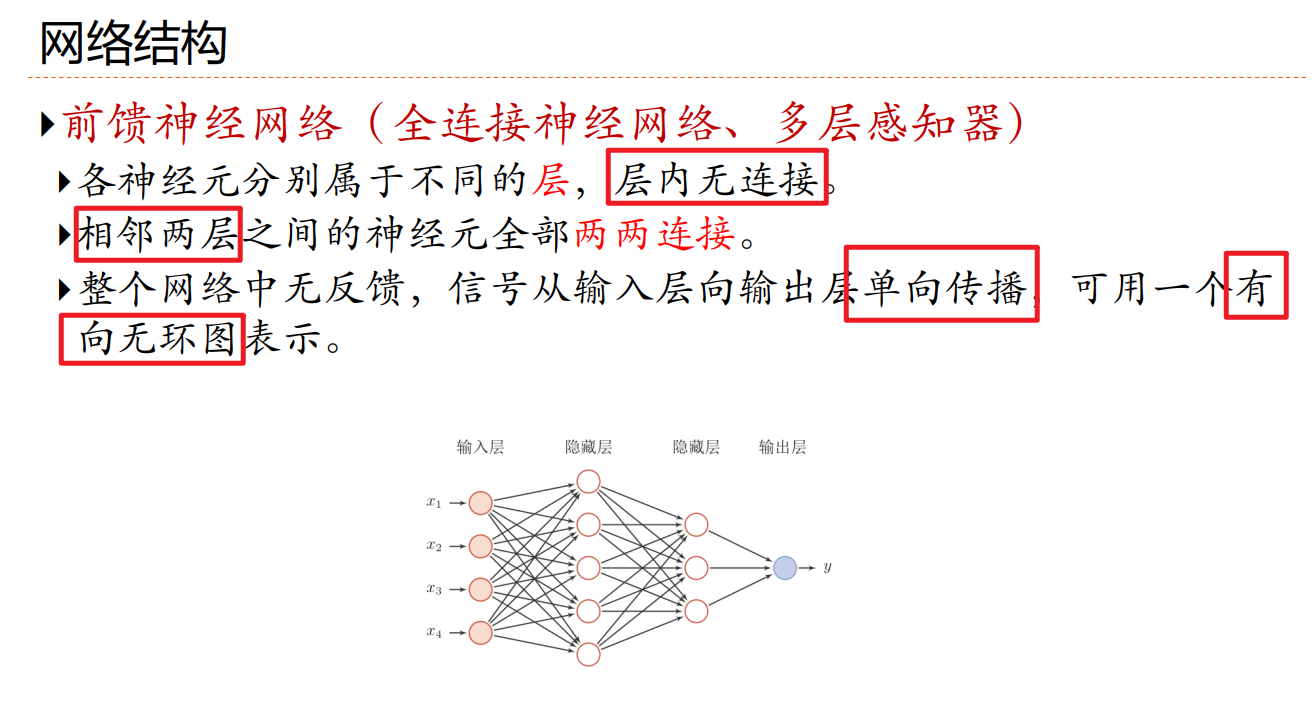 网络结构
前馈神经网络（全连接神经网络、多层感知器）
各神经元分别属于不同的层，层内无连接。
相邻两层之间的神经元全部两两连接。
整个网络中无反馈，信号从输入层向输出层单向传播，可用一个有
向无环图表示。
输入层 隐藏层 隐藏层 输出层
x₁
x₂
x₃ y
x₄